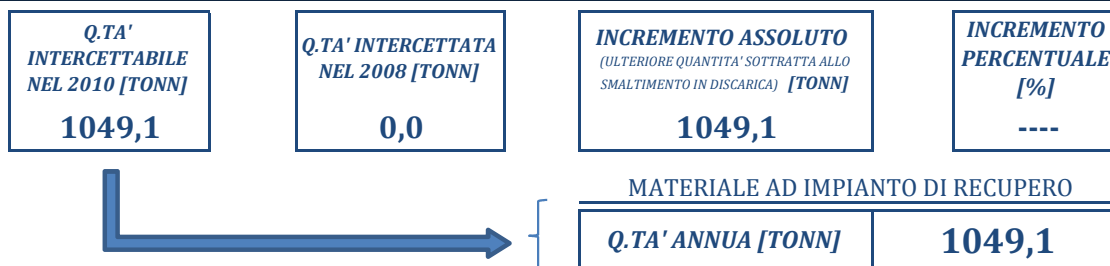 Q.TA'
INTERCETTABILE
NEL 2010 [TONN]
1049,1
Q.TA' INTERCETTATA
NEL 2008 [TONN]
0,0
INCREMENTO ASSOLUTO
(ULTERIORE QUANTITA' SOTTRATTA ALLO
SMALTIMENTO IN DISCARICA) [TONN]
1049,1
INCREMENTO
PERCENTUALE
[%]
----
MATERIALE AD IMPIANTO DI RECUPERO
Q.TA' ANNUA [TONN] 1049,1